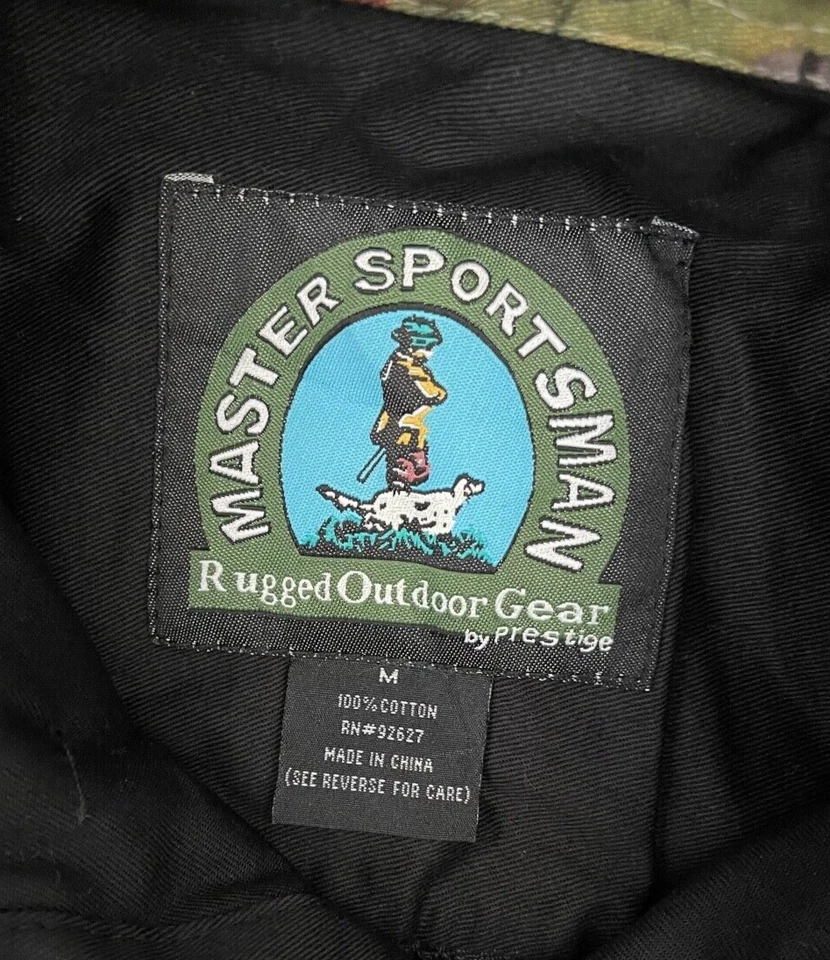 MASTER SPORTSMAN
Rugged Outdoor Gear
by prestige
M
100% COTTON
RN#92627
MADE IN CHINA
(SEE REVERSE FOR CARE)